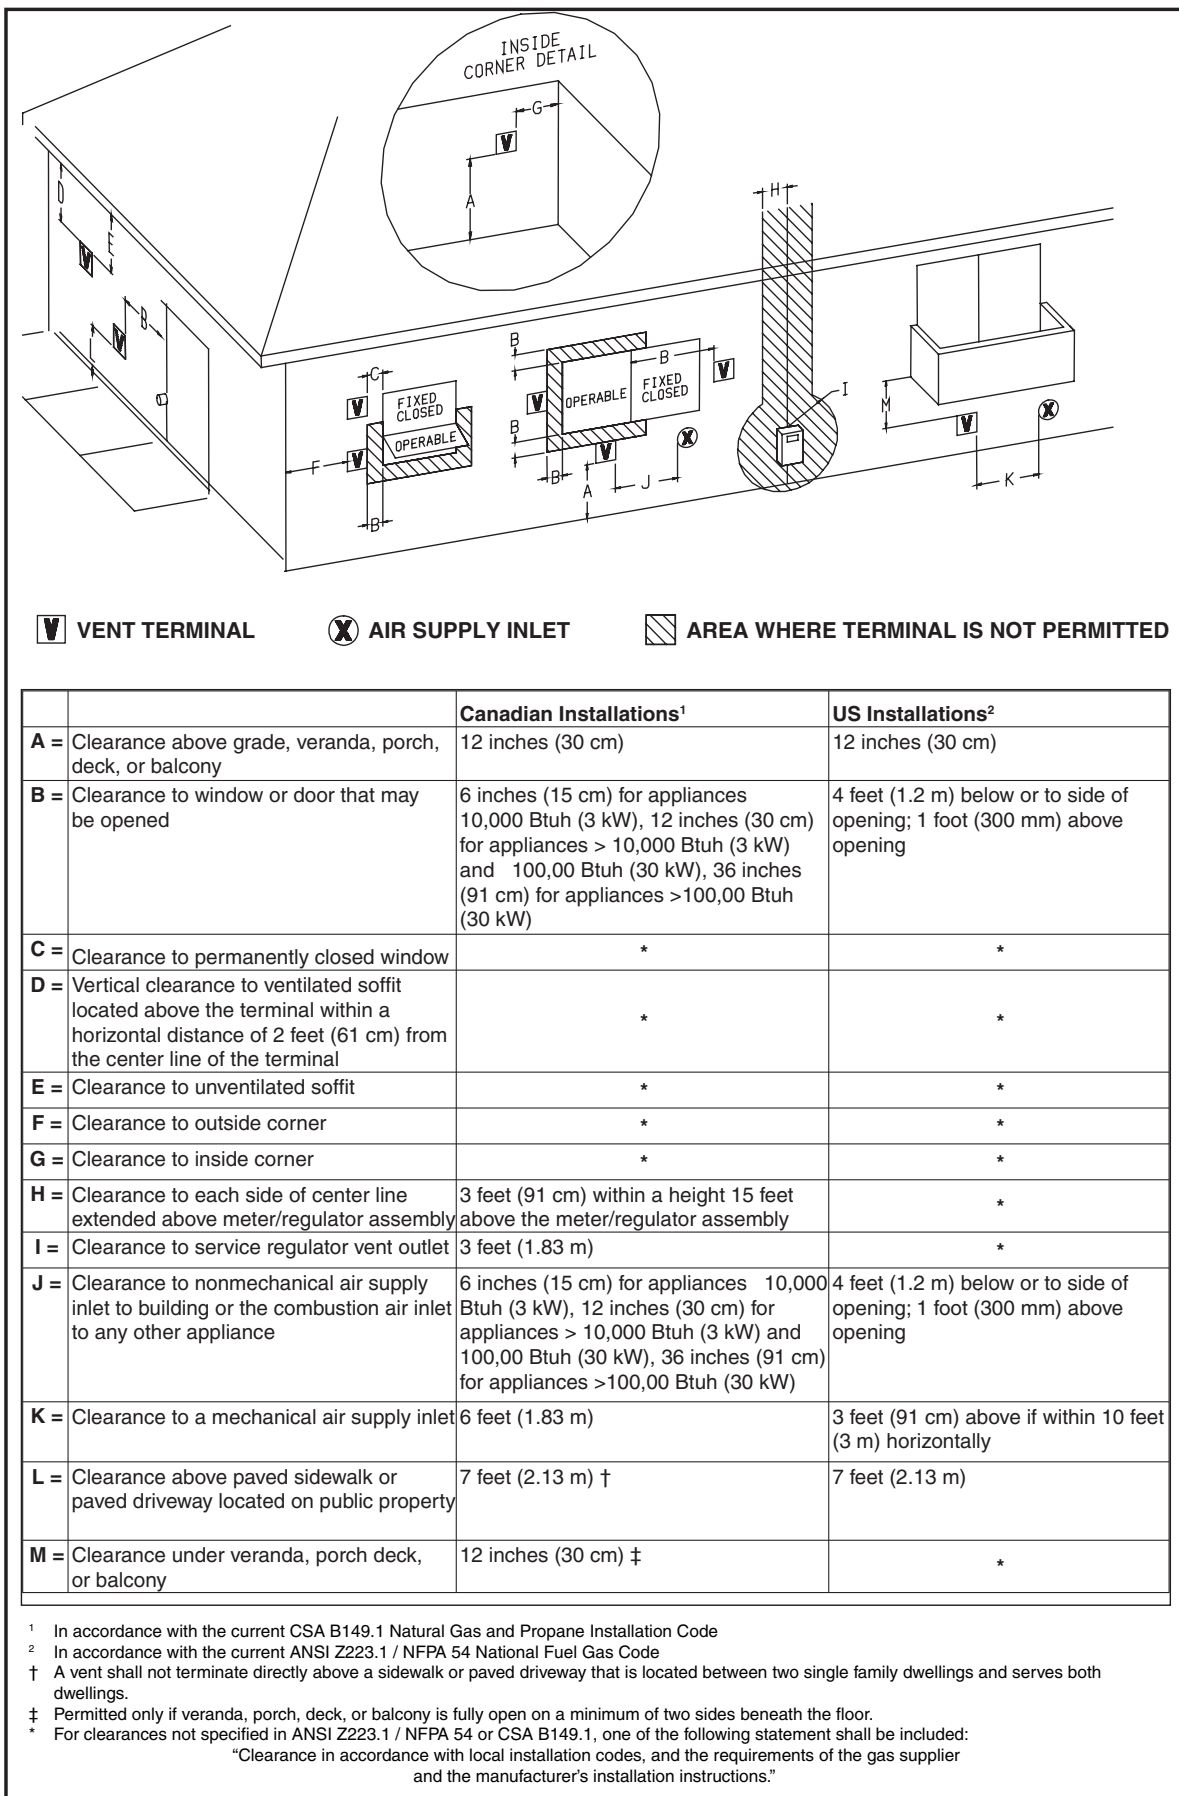 INSIDE
CORNER DETAIL
G
V
A
D
E
V
B
V
L
H
C
V
FIXED
CLOSED
OPERABLE
F
V
B
B
B
V
OPERABLE
FIXED
CLOSED
V
B
B
V
X
A
J
I
M
V
X
K
V VENT TERMINAL
X AIR SUPPLY INLET
AREA WHERE TERMINAL IS NOT PERMITTED
Canadian Installations¹
US Installations²
A = Clearance above grade, veranda, porch,
deck, or balcony
12 inches (30 cm)
12 inches (30 cm)
B = Clearance to window or door that may
be opened
6 inches (15 cm) for appliances
10,000 Btuh (3 kW), 12 inches (30 cm)
for appliances > 10,000 Btuh (3 kW)
and 100,00 Btuh (30 kW), 36 inches
(91 cm) for appliances >100,00 Btuh
(30 kW)
4 feet (1.2 m) below or to side of
opening; 1 foot (300 mm) above
opening
C = Clearance to permanently closed window
*
*
D = Vertical clearance to ventilated soffit
located above the terminal within a
horizontal distance of 2 feet (61 cm) from
the center line of the terminal
*
*
E = Clearance to unventilated soffit
*
*
F = Clearance to outside corner
*
*
G = Clearance to inside corner
*
*
H = Clearance to each side of center line
extended above meter/regulator assembly
3 feet (91 cm) within a height 15 feet
above the meter/regulator assembly
*
I = Clearance to service regulator vent outlet
3 feet (1.83 m)
*
J = Clearance to nonmechanical air supply
inlet to building or the combustion air inlet
to any other appliance
6 inches (15 cm) for appliances 10,000
Btuh (3 kW), 12 inches (30 cm) for
appliances > 10,000 Btuh (3 kW) and
100,00 Btuh (30 kW), 36 inches (91 cm)
for appliances >100,00 Btuh (30 kW)
4 feet (1.2 m) below or to side of
opening; 1 foot (300 mm) above
opening
K = Clearance to a mechanical air supply inlet
6 feet (1.83 m)
3 feet (91 cm) above if within 10 feet
(3 m) horizontally
L = Clearance above paved sidewalk or
paved driveway located on public property
7 feet (2.13 m) †
7 feet (2.13 m)
M = Clearance under veranda, porch deck,
or balcony
12 inches (30 cm) ‡
*
¹ In accordance with the current CSA B149.1 Natural Gas and Propane Installation Code
² In accordance with the current ANSI Z223.1 / NFPA 54 National Fuel Gas Code
† A vent shall not terminate directly above a sidewalk or paved driveway that is located between two single family dwellings and serves both
dwellings.
‡ Permitted only if veranda, porch, deck, or balcony is fully open on a minimum of two sides beneath the floor.
* For clearances not specified in ANSI Z223.1 / NFPA 54 or CSA B149.1, one of the following statement shall be included:
“Clearance in accordance with local installation codes, and the requirements of the gas supplier
and the manufacturer’s installation instructions.”